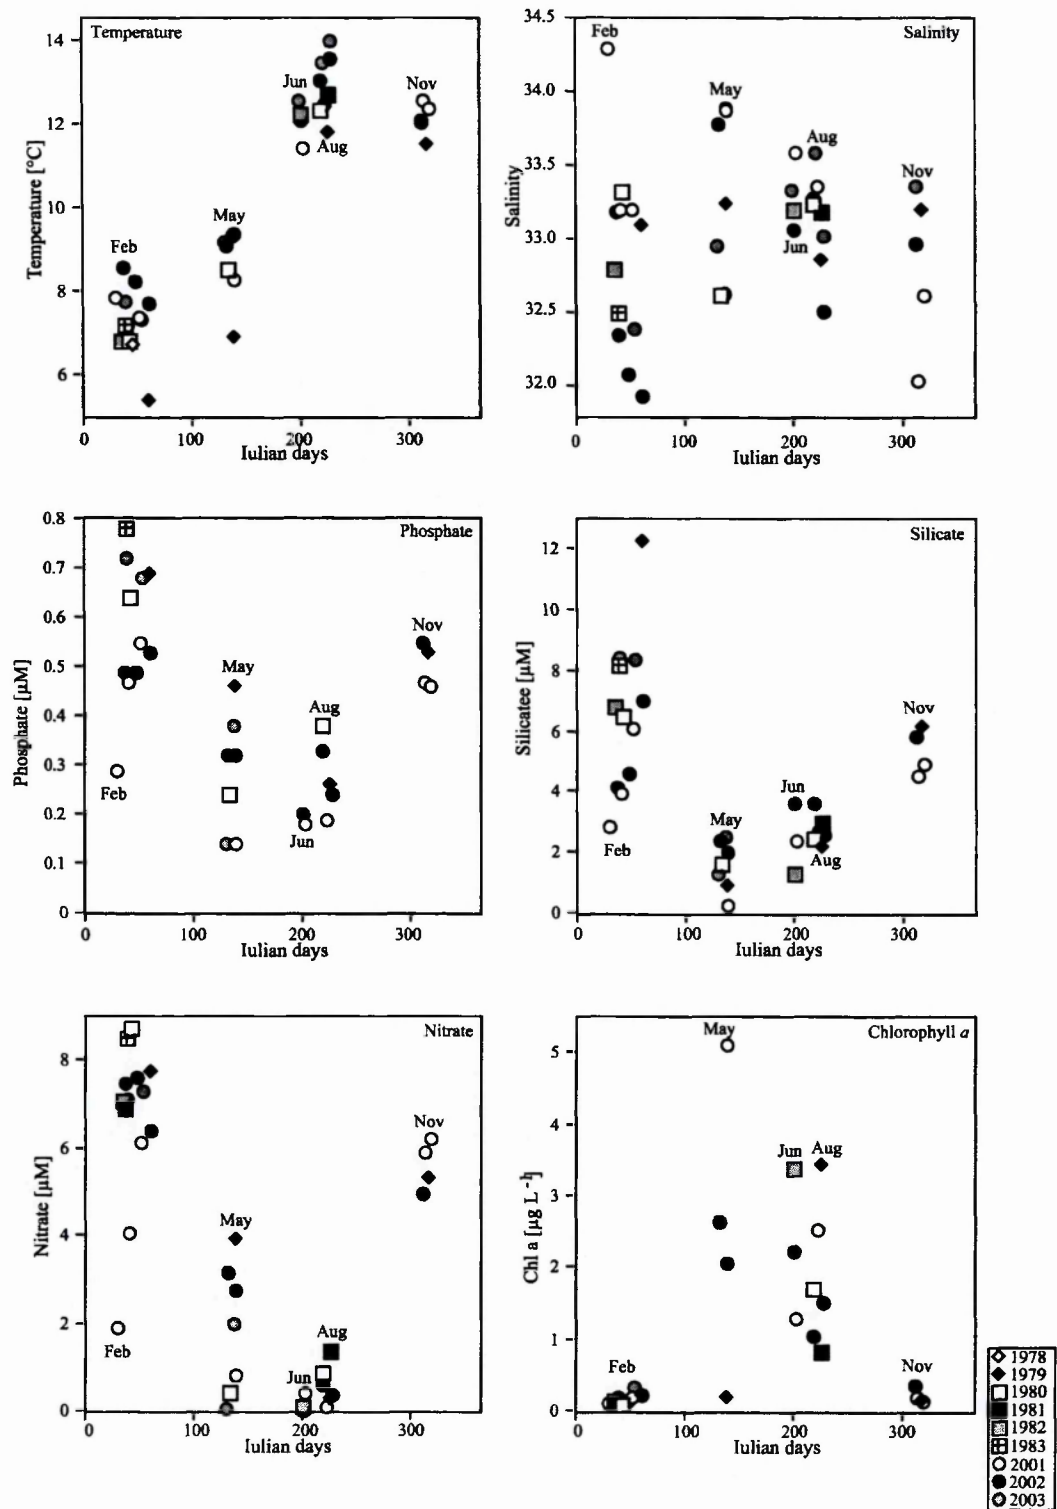 Temperature
14
12
10
8
6
Temperature [°C]
Feb
May
Jun
Aug
Nov
0 100 200 300
Iulian days
Salinity
34.5
34.0
33.5
33.0
32.5
32.0
Salinity
Feb
May
Aug
Jun
Nov
0 100 200 300
Iulian days
Phosphate
0.8
0.7
0.6
0.5
0.4
0.3
0.2
0.1
0
Phosphate [µM]
Feb
May
Aug
Jun
Nov
0 100 200 300
Iulian days
Silicate
12
10
8
6
4
2
0
Silicatee [µM]
Feb
May
Jun
Aug
Nov
0 100 200 300
Iulian days
Nitrate
8
6
4
2
0
Nitrate [µM]
Feb
May
Jun
Aug
Nov
0 100 200 300
Iulian days
Chlorophyll a
5
4
3
2
1
0
Chl a [µg L⁻¹]
Feb
May
Jun Aug
Nov
0 100 200 300
Iulian days
1978
1979
1980
1981
1982
1983
2001
2002
2003